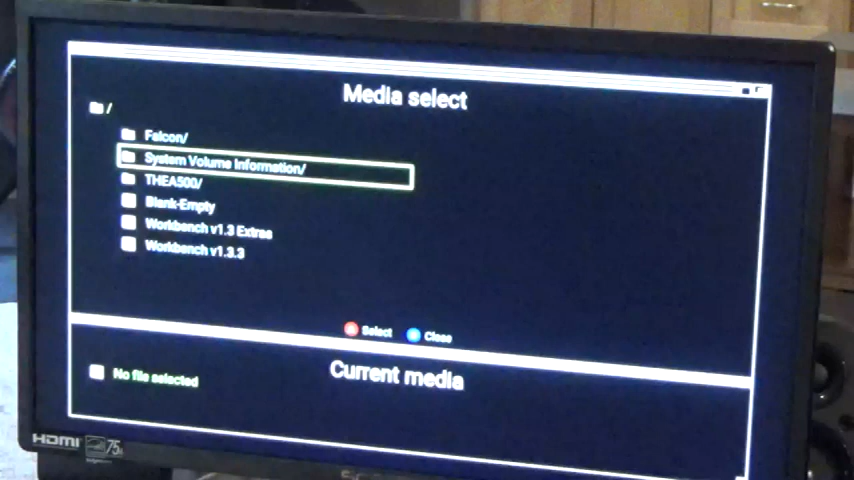 Media select
/
Falcon/
System Volume Information/
THEA500/
Blank-Empty
Workbench v1.3 Extras
Workbench v1.3.3
Select Close
Current media
No file selected
HDMI 75